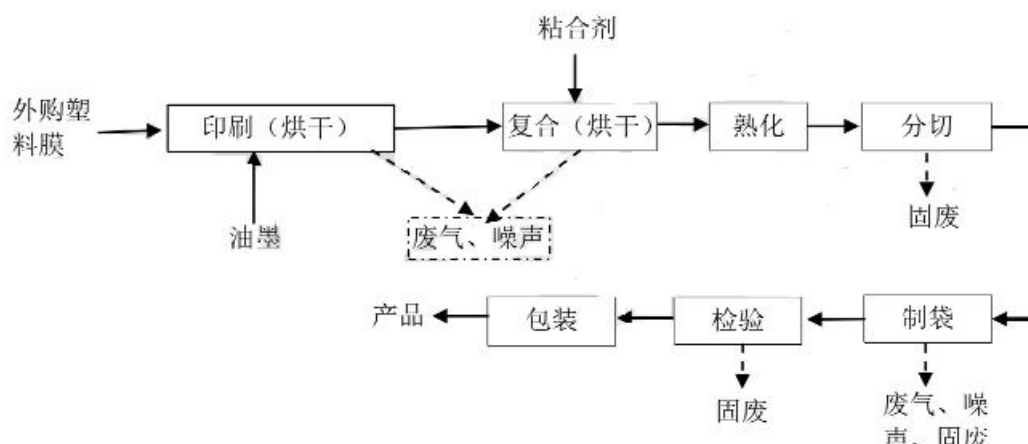 粘合剂
外购塑
料膜
印刷（烘干）
复合（烘干）
熟化
分切
油墨
废气、噪声
固废
产品
包装
检验
制袋
固废
废气、噪
声、固废